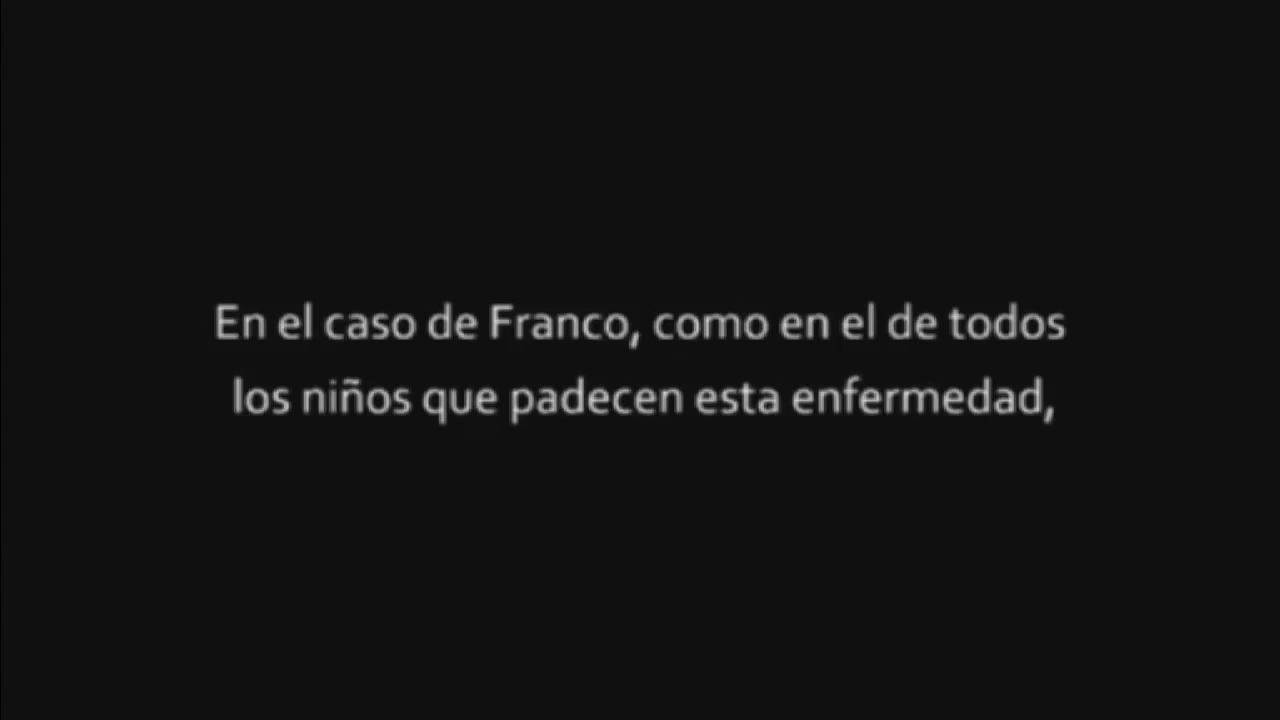 En el caso de Franco, como en el de todos
los niños que padecen esta enfermedad,